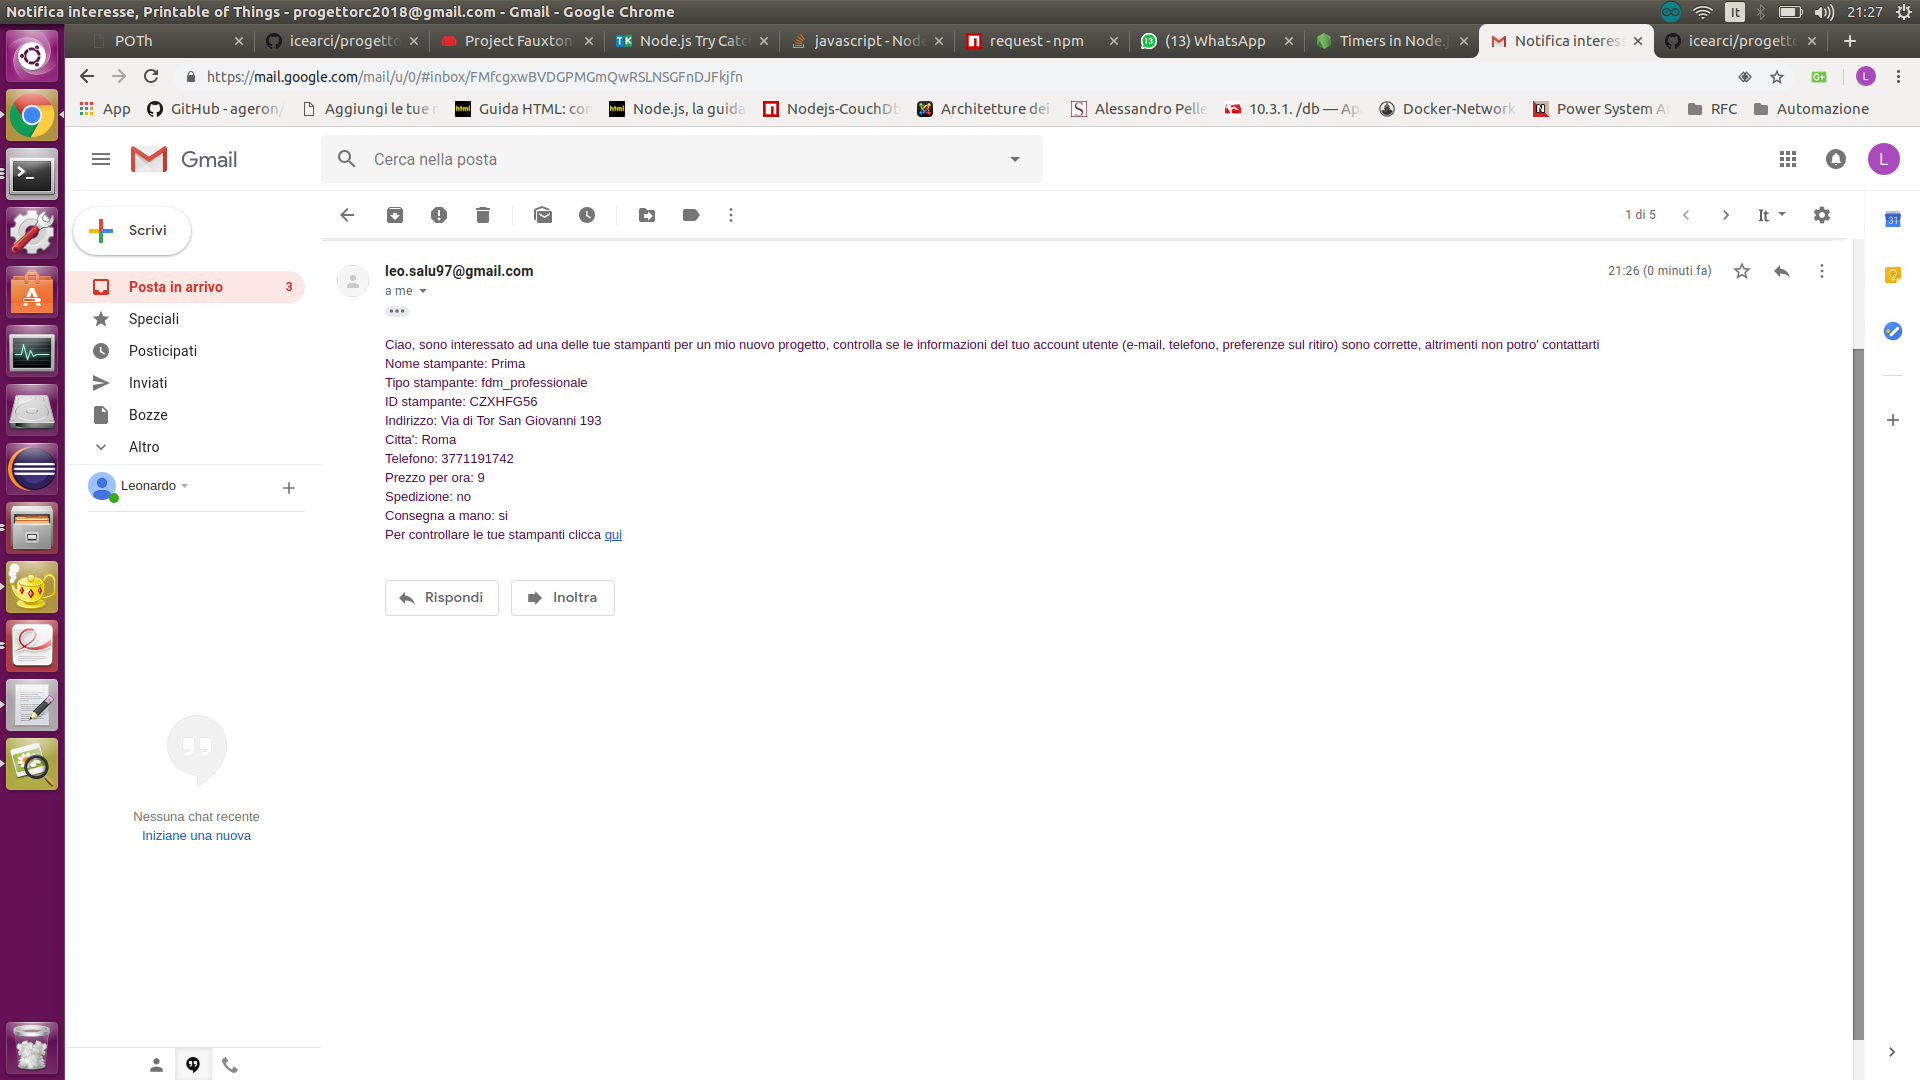 Notifica interesse, Printable of Things - progettorc2018@gmail.com - Gmail - Google Chrome
It
21:27
POTh
icearci/progetto
Project Fauxton
Node.js Try Catc
javascript - Node
request - npm
(13) WhatsApp
Timers in Node.j
Notifica interess
icearci/progetto
https://mail.google.com/mail/u/0/#inbox/FMfcgxwBVDGPMGmQwRSLNSGFnDJFkjfn
L
App
GitHub - ageron/
Aggiungi le tue n
Guida HTML: con
Node.js, la guida
Nodejs-CouchDb
Architetture dei
Alessandro Pelle
10.3.1. /db — Apa
Docker-Network
Power System An
RFC
Automazione
Gmail
Cerca nella posta
L
Scrivi
1 di 5
It
Posta in arrivo 3
Speciali
Posticipati
Inviati
Bozze
Altro
Leonardo
Nessuna chat recente
Iniziane una nuova
leo.salu97@gmail.com
21:26 (0 minuti fa)
a me
Ciao, sono interessato ad una delle tue stampanti per un mio nuovo progetto, controlla se le informazioni del tuo account utente (e-mail, telefono, preferenze sul ritiro) sono corrette, altrimenti non potro' contattarti
Nome stampante: Prima
Tipo stampante: fdm_professionale
ID stampante: CZXHFG56
Indirizzo: Via di Tor San Giovanni 193
Citta': Roma
Telefono: 3771191742
Prezzo per ora: 9
Spedizione: no
Consegna a mano: si
Per controllare le tue stampanti clicca qui
Rispondi
Inoltra
31